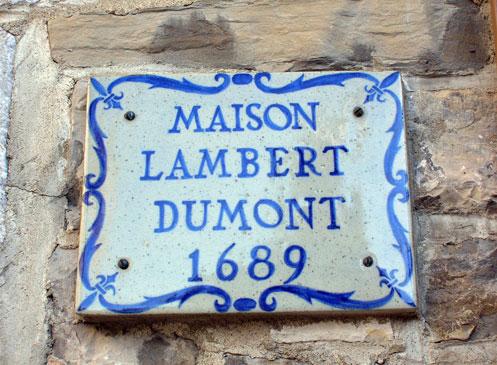 MAISON
LAMBERT
DUMONT
1689